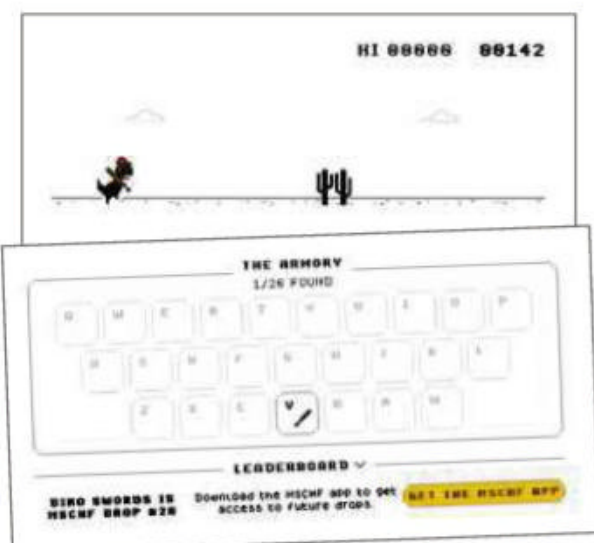 HI 00000 00142
THE ARMORY
1/26 FOUND
Q W E R T Y U I O P
A S D F G H J K L
Z X C V B N M
LEADERBOARD
DINO SWORDS IS
MSCHF DROP #20
Download the MSCHF app to get
access to future drops.
GET THE MSCHF APP